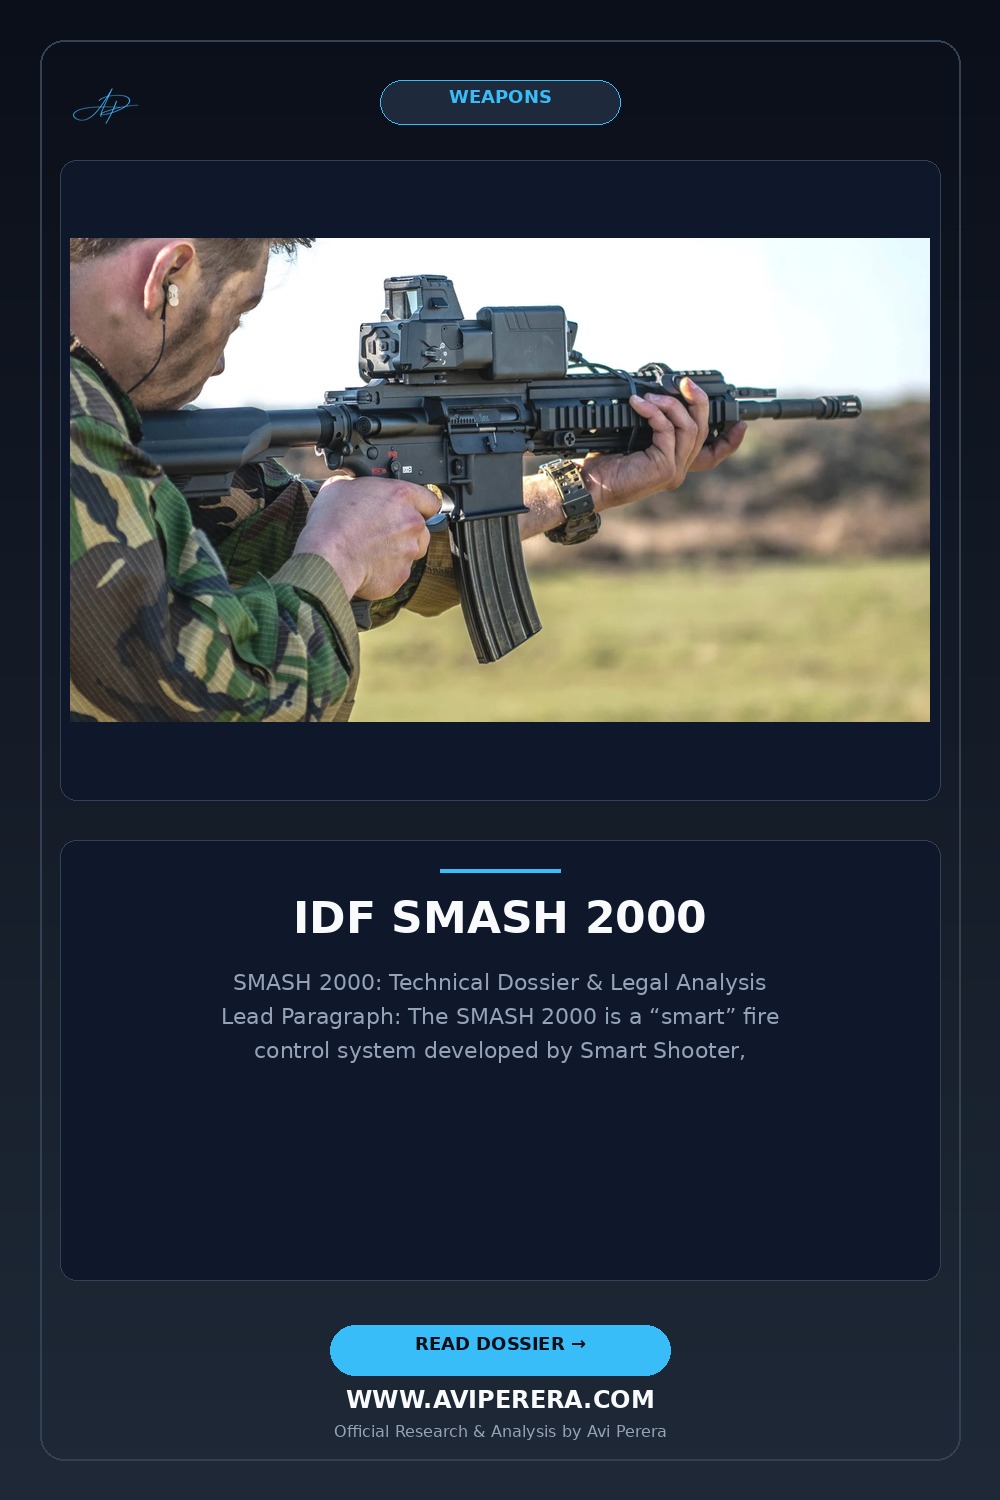 WEAPONS
IDF SMASH 2000
SMASH 2000: Technical Dossier & Legal Analysis
Lead Paragraph: The SMASH 2000 is a “smart” fire
control system developed by Smart Shooter,
READ DOSSIER →
WWW.AVIPERERA.COM
Official Research & Analysis by Avi Perera